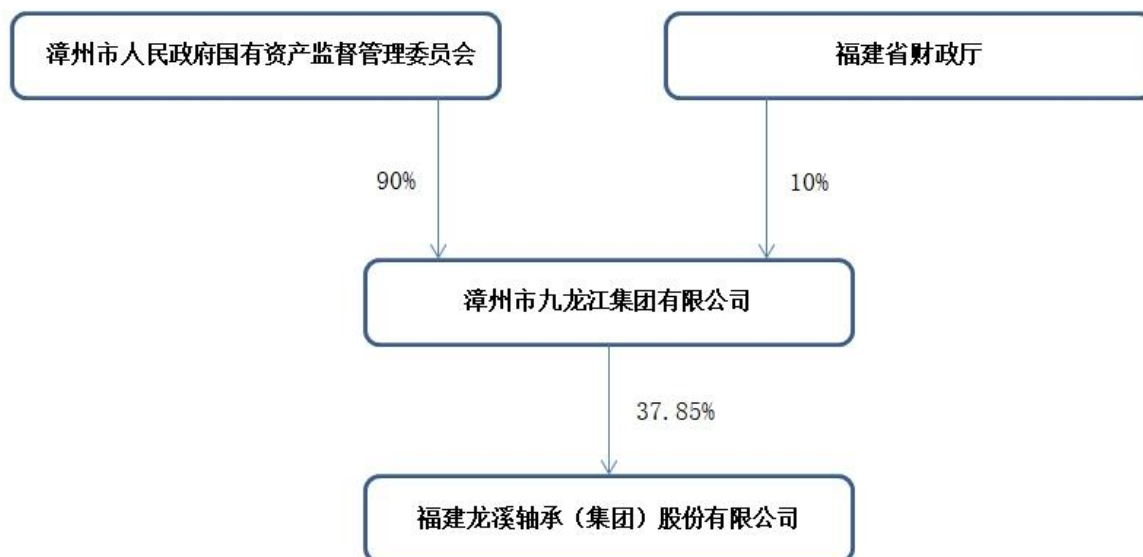 漳州市人民政府国有资产监督管理委员会
福建省财政厅
90%
10%
漳州市九龙江集团有限公司
37.85%
福建龙溪轴承（集团）股份有限公司